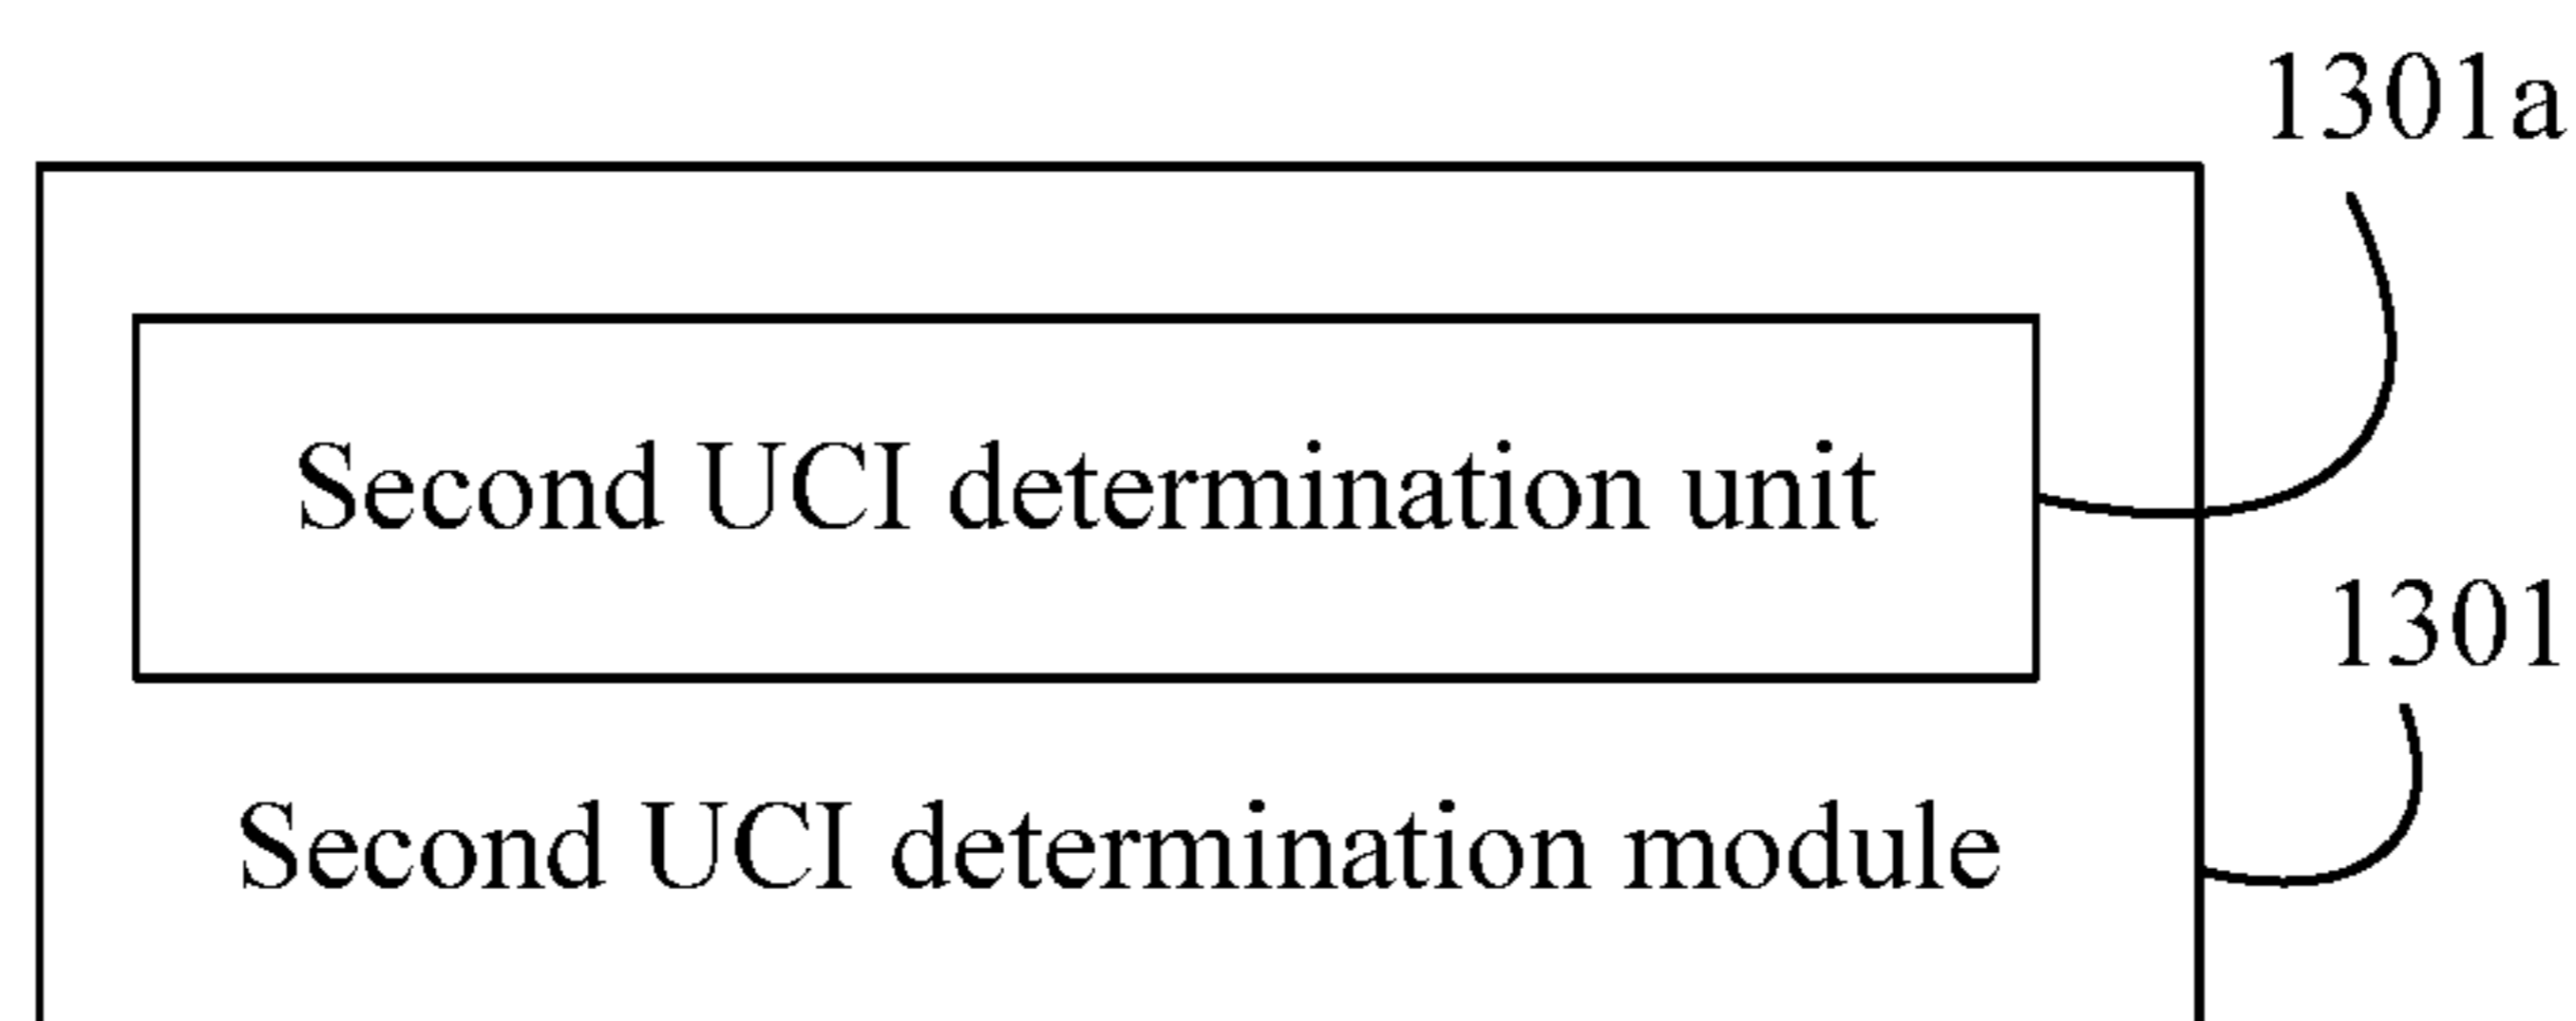 1301a
Second UCI determination unit
1301
Second UCI determination module